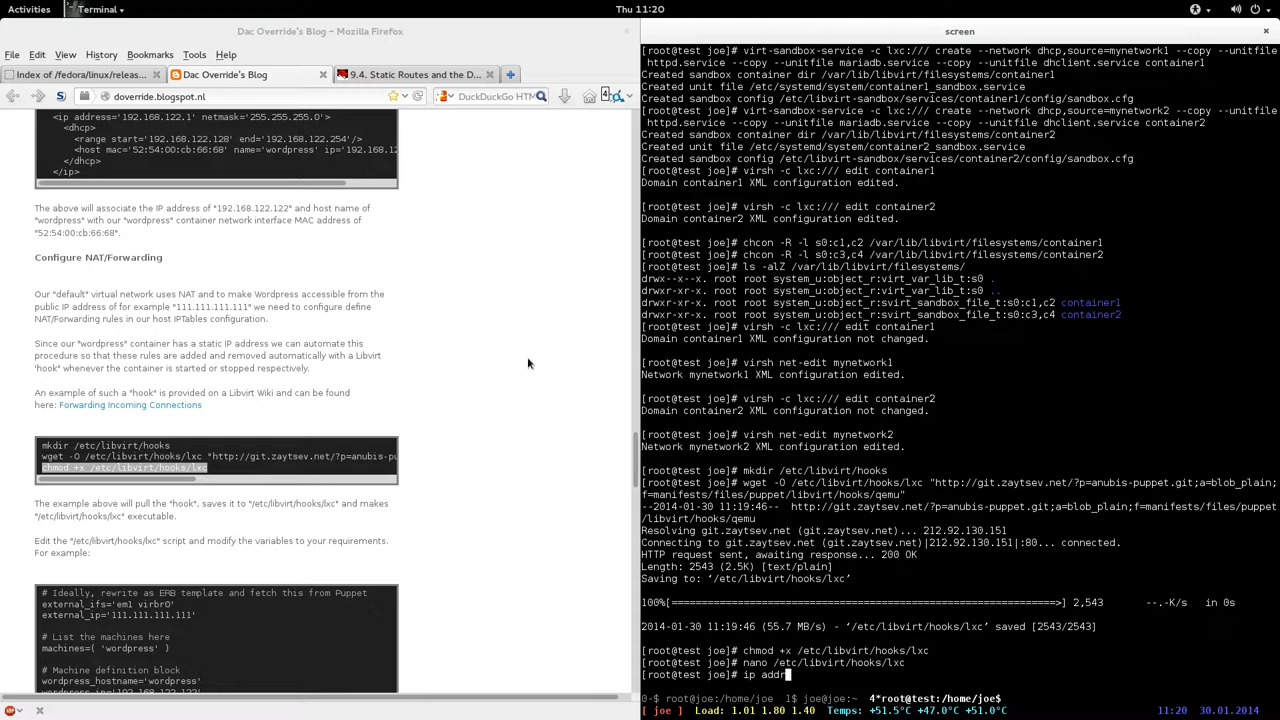 Activities Terminal Thu 11:20 joe
Dac Override's Blog – Mozilla Firefox
File Edit View History Bookmarks Tools Help
Index of /fedora/linux/releas... Dac Override's Blog 9.4. Static Routes and the D...
doverride.blogspot.nl DuckDuckGo HTM 4
<ip address='192.168.122.1' netmask='255.255.255.0'>
<dhcp>
<range start='192.168.122.128' end='192.168.122.254'/>
<host mac='52:54:00:cb:66:68' name='wordpress' ip='192.168.12
</dhcp>
</ip>
The above will associate the IP address of "192.168.122.122" and host name of
"wordpress" with our "wordpress" container network interface MAC address of
"52:54:00:cb:66:68".
Configure NAT/Forwarding
Our "default" virtual network uses NAT and to make Wordpress accessible from the
public IP address of for example "111.111.111.111" we need to configure define
NAT/Forwarding rules in our host IPTables configuration.
Since our "wordpress" container has a static IP address we can automate this
procedure so that these rules are added and removed automatically with a Libvirt
'hook" whenever the container is started or stopped respectively.
An example of such a "hook" is provided on a Libvirt Wiki and can be found
here: Forwarding Incoming Connections
mkdir /etc/libvirt/hooks
wget -O /etc/libvirt/hooks/lxc "http://git.zaytsev.net/?p=anubis-pu
chmod +x /etc/libvirt/hooks/lxc
The example above will pull the "hook", saves it to "/etc/libvirt/hooks/lxc" and makes
"/etc/libvirt/hooks/lxc" executable.
Edit the "/etc/libvirt/hooks/lxc" script and modify the variables to your requirements.
For example:
# Ideally, rewrite as ERB template and fetch this from Puppet
external_ifs='em1 virbr0'
external_ip='111.111.111.111'
# List the machines here
machines=( 'wordpress' )
# Machine definition block
wordpress_hostname='wordpress'
wordpress_ip='192.168.122.122'
screen
[root@test joe]# virt-sandbox-service -c lxc:/// create --network dhcp,source=mynetwork1 --copy --unitfile
httpd.service --copy --unitfile mariadb.service --copy --unitfile dhclient.service container1
Created sandbox container dir /var/lib/libvirt/filesystems/container1
Created unit file /etc/systemd/system/container1_sandbox.service
Created sandbox config /etc/libvirt-sandbox/services/container1/config/sandbox.cfg
[root@test joe]# virt-sandbox-service -c lxc:/// create --network dhcp,source=mynetwork2 --copy --unitfile
httpd.service --copy --unitfile mariadb.service --copy --unitfile dhclient.service container2
Created sandbox container dir /var/lib/libvirt/filesystems/container2
Created unit file /etc/systemd/system/container2_sandbox.service
Created sandbox config /etc/libvirt-sandbox/services/container2/config/sandbox.cfg
[root@test joe]# virsh -c lxc:/// edit container1
Domain container1 XML configuration edited.
[root@test joe]# virsh -c lxc:/// edit container2
Domain container2 XML configuration edited.
[root@test joe]# chcon -R -l s0:c1,c2 /var/lib/libvirt/filesystems/container1
[root@test joe]# chcon -R -l s0:c3,c4 /var/lib/libvirt/filesystems/container2
[root@test joe]# ls -alZ /var/lib/libvirt/filesystems/
drwx--x--x. root root system_u:object_r:virt_var_lib_t:s0 .
drwxr-xr-x. root root system_u:object_r:virt_var_lib_t:s0 ..
drwxr-xr-x. root root system_u:object_r:svirt_sandbox_file_t:s0:c1,c2 container1
drwxr-xr-x. root root system_u:object_r:svirt_sandbox_file_t:s0:c3,c4 container2
[root@test joe]# virsh -c lxc:/// edit container1
Domain container1 XML configuration not changed.
[root@test joe]# virsh net-edit mynetwork1
Network mynetwork1 XML configuration edited.
[root@test joe]# virsh -c lxc:/// edit container2
Domain container2 XML configuration not changed.
[root@test joe]# virsh net-edit mynetwork2
Network mynetwork2 XML configuration edited.
[root@test joe]# mkdir /etc/libvirt/hooks
[root@test joe]# wget -O /etc/libvirt/hooks/lxc "http://git.zaytsev.net/?p=anubis-puppet.git;a=blob_plain;
f=manifests/files/puppet/libvirt/hooks/qemu"
--2014-01-30 11:19:46-- http://git.zaytsev.net/?p=anubis-puppet.git;a=blob_plain;f=manifests/files/puppet
/libvirt/hooks/qemu
Resolving git.zaytsev.net (git.zaytsev.net)... 212.92.130.151
Connecting to git.zaytsev.net (git.zaytsev.net)|212.92.130.151|:80... connected.
HTTP request sent, awaiting response... 200 OK
Length: 2543 (2.5K) [text/plain]
Saving to: ‘/etc/libvirt/hooks/lxc’
100%[==================================================================>] 2,543 --.-K/s in 0s
2014-01-30 11:19:46 (55.7 MB/s) - ‘/etc/libvirt/hooks/lxc’ saved [2543/2543]
[root@test joe]# chmod +x /etc/libvirt/hooks/lxc
[root@test joe]# nano /etc/libvirt/hooks/lxc
[root@test joe]# ip addr
0-$ root@joe:/home/joe 1$ joe@joe:~ 4*root@test:/home/joe$
[ joe ] Load: 1.01 1.80 1.40 Temps: +51.5°C +47.0°C +51.0°C 11:20 30.01.2014